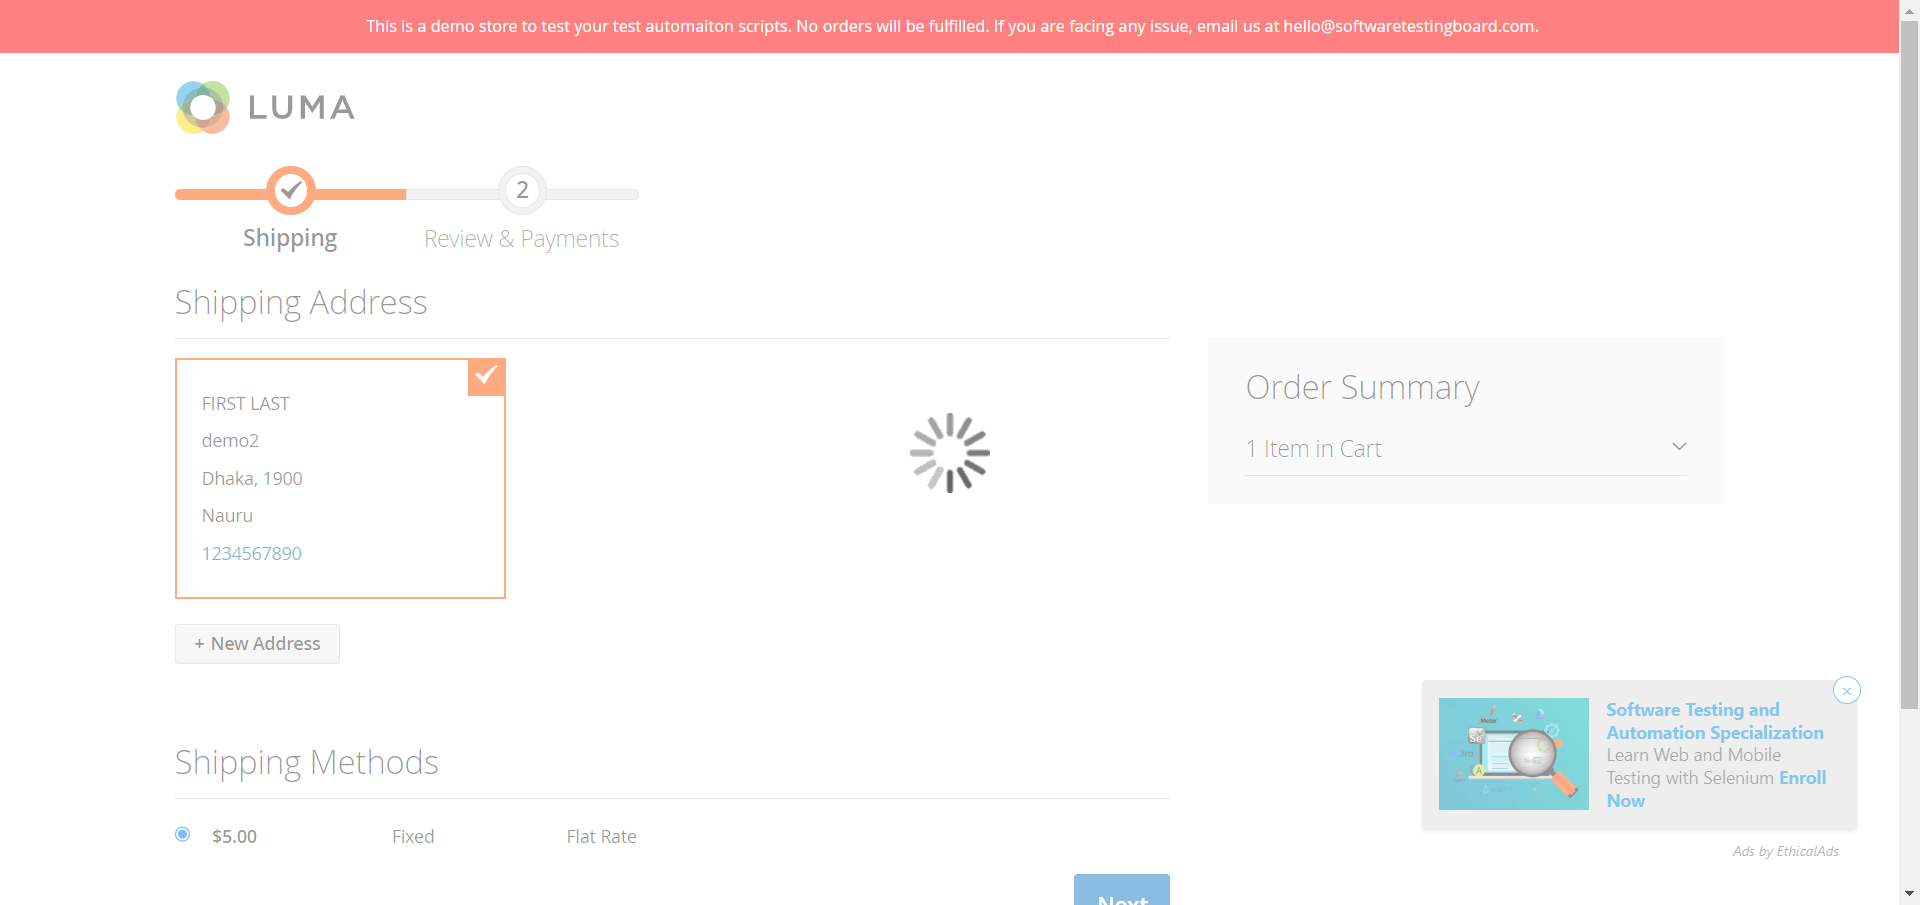 This is a demo store to test your test automaiton scripts. No orders will be fulfilled. If you are facing any issue, email us at hello@softwaretestingboard.com.
LUMA
2
Shipping
Review & Payments
Shipping Address
FIRST LAST
demo2
Dhaka, 1900
Nauru
1234567890
+ New Address
Order Summary
1 Item in Cart
Shipping Methods
$5.00 Fixed Flat Rate
Next
Software Testing and
Automation Specialization
Learn Web and Mobile
Testing with Selenium Enroll
Now
Ads by EthicalAds